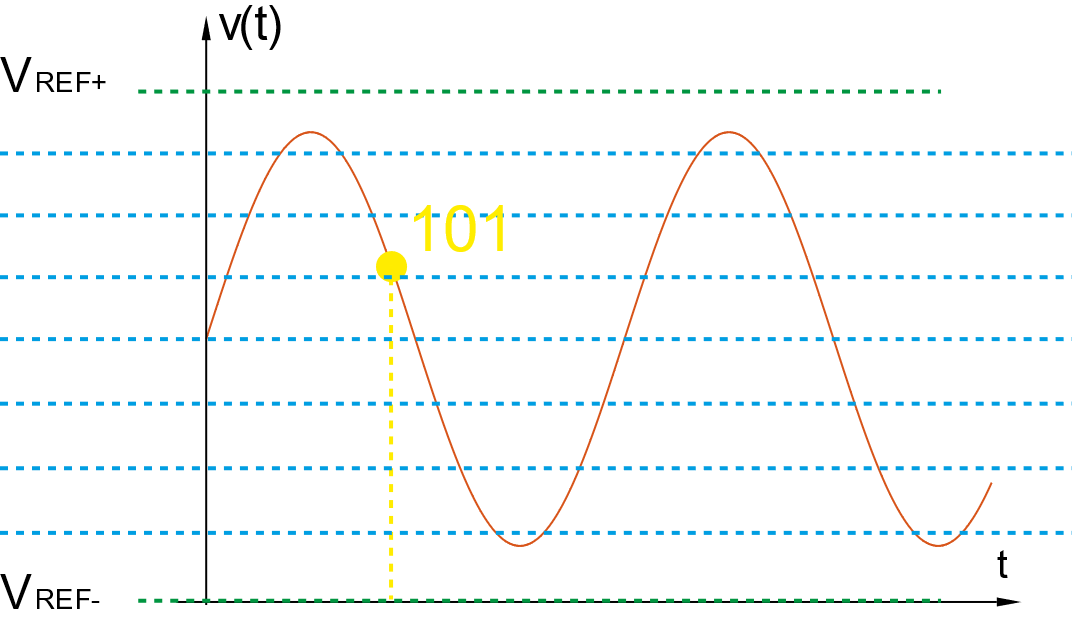 v(t)
VREF+
101
t
VREF-